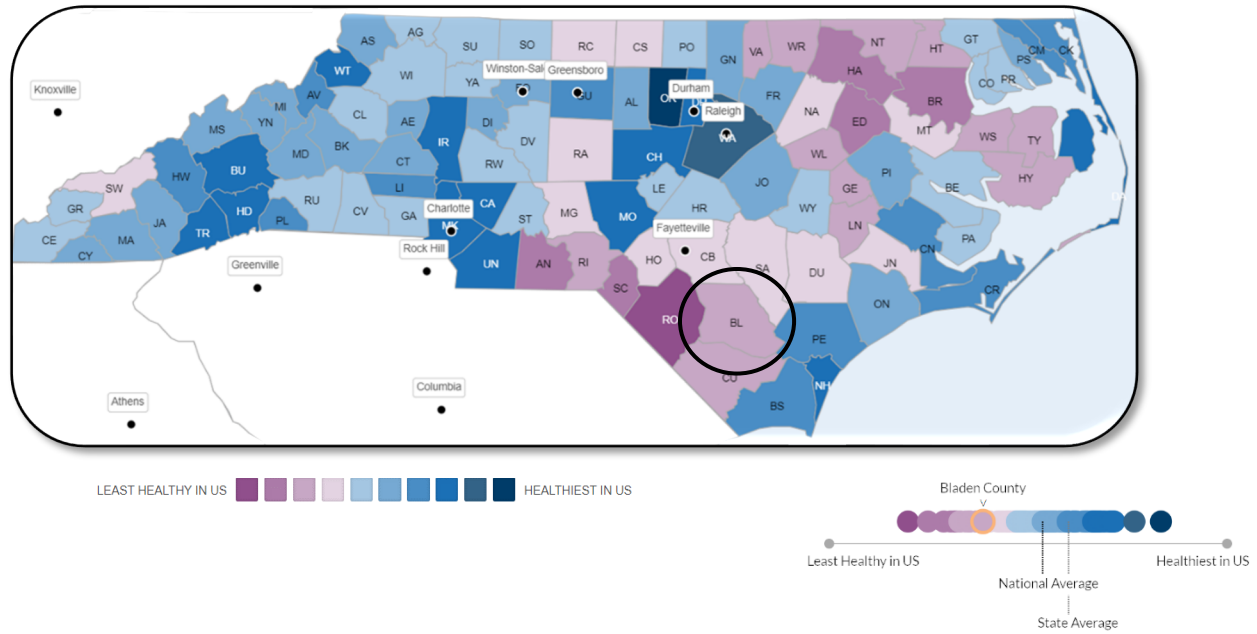 AS
AG
SU
SO
RC
CS
PO
GN
VA
WR
NT
HT
GT
CM
CK
PS
WT
WI
YA
Winston-Sal
Greensboro
GU
AL
OR
Durham
FR
HA
CO
PR
Knoxville
AV
MI
CL
AE
DI
Raleigh
WA
NA
ED
BR
MT
WS
TY
MS
YN
MD
BK
IR
DV
RW
RA
CH
WL
HW
BU
CT
LI
JO
PI
HY
SW
GR
JA
HD
TR
PL
RU
CV
GA
CA
ST
MG
MO
LE
HR
WY
GE
LN
BE
PA
CE
CY
MA
Charlotte
MK
Rock Hill
UN
AN
RI
SC
HO
Fayetteville
CB
SA
DU
JN
CN
CR
ON
Greenville
RO
BL
PE
CO
NH
BS
Columbia
Athens
LEAST HEALTHY IN US
HEALTHIEST IN US
Bladen County
Least Healthy in US
Healthiest in US
National Average
State Average